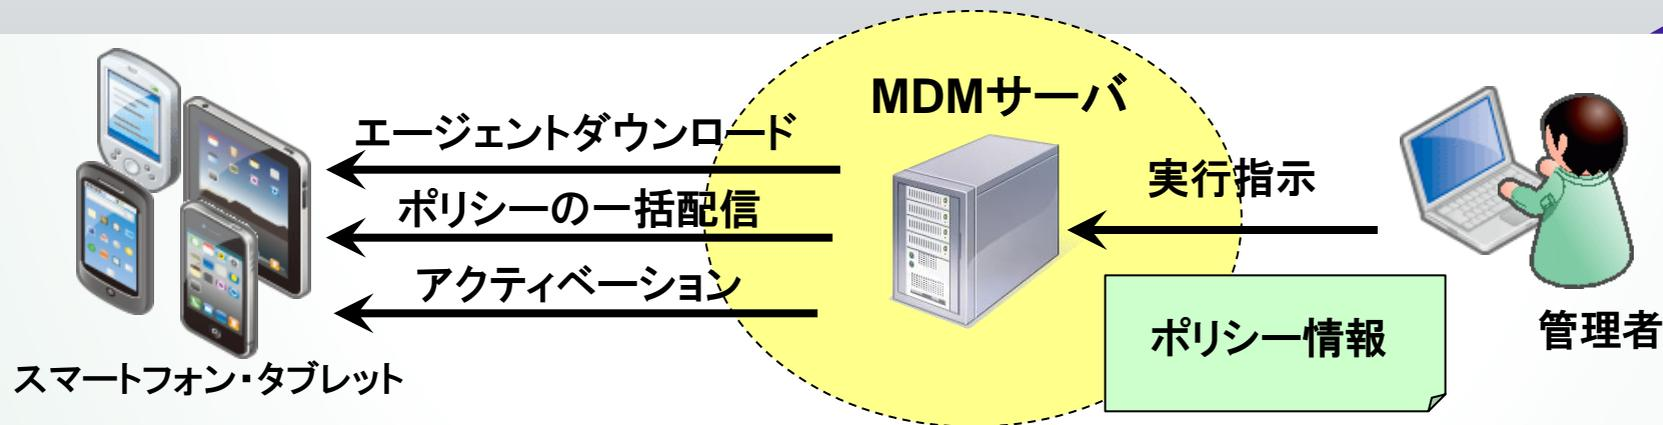 MDMサーバ
エージェントダウンロード
ポリシーの一括配信
アクティベーション
実行指示
ポリシー情報
管理者
スマートフォン・タブレット